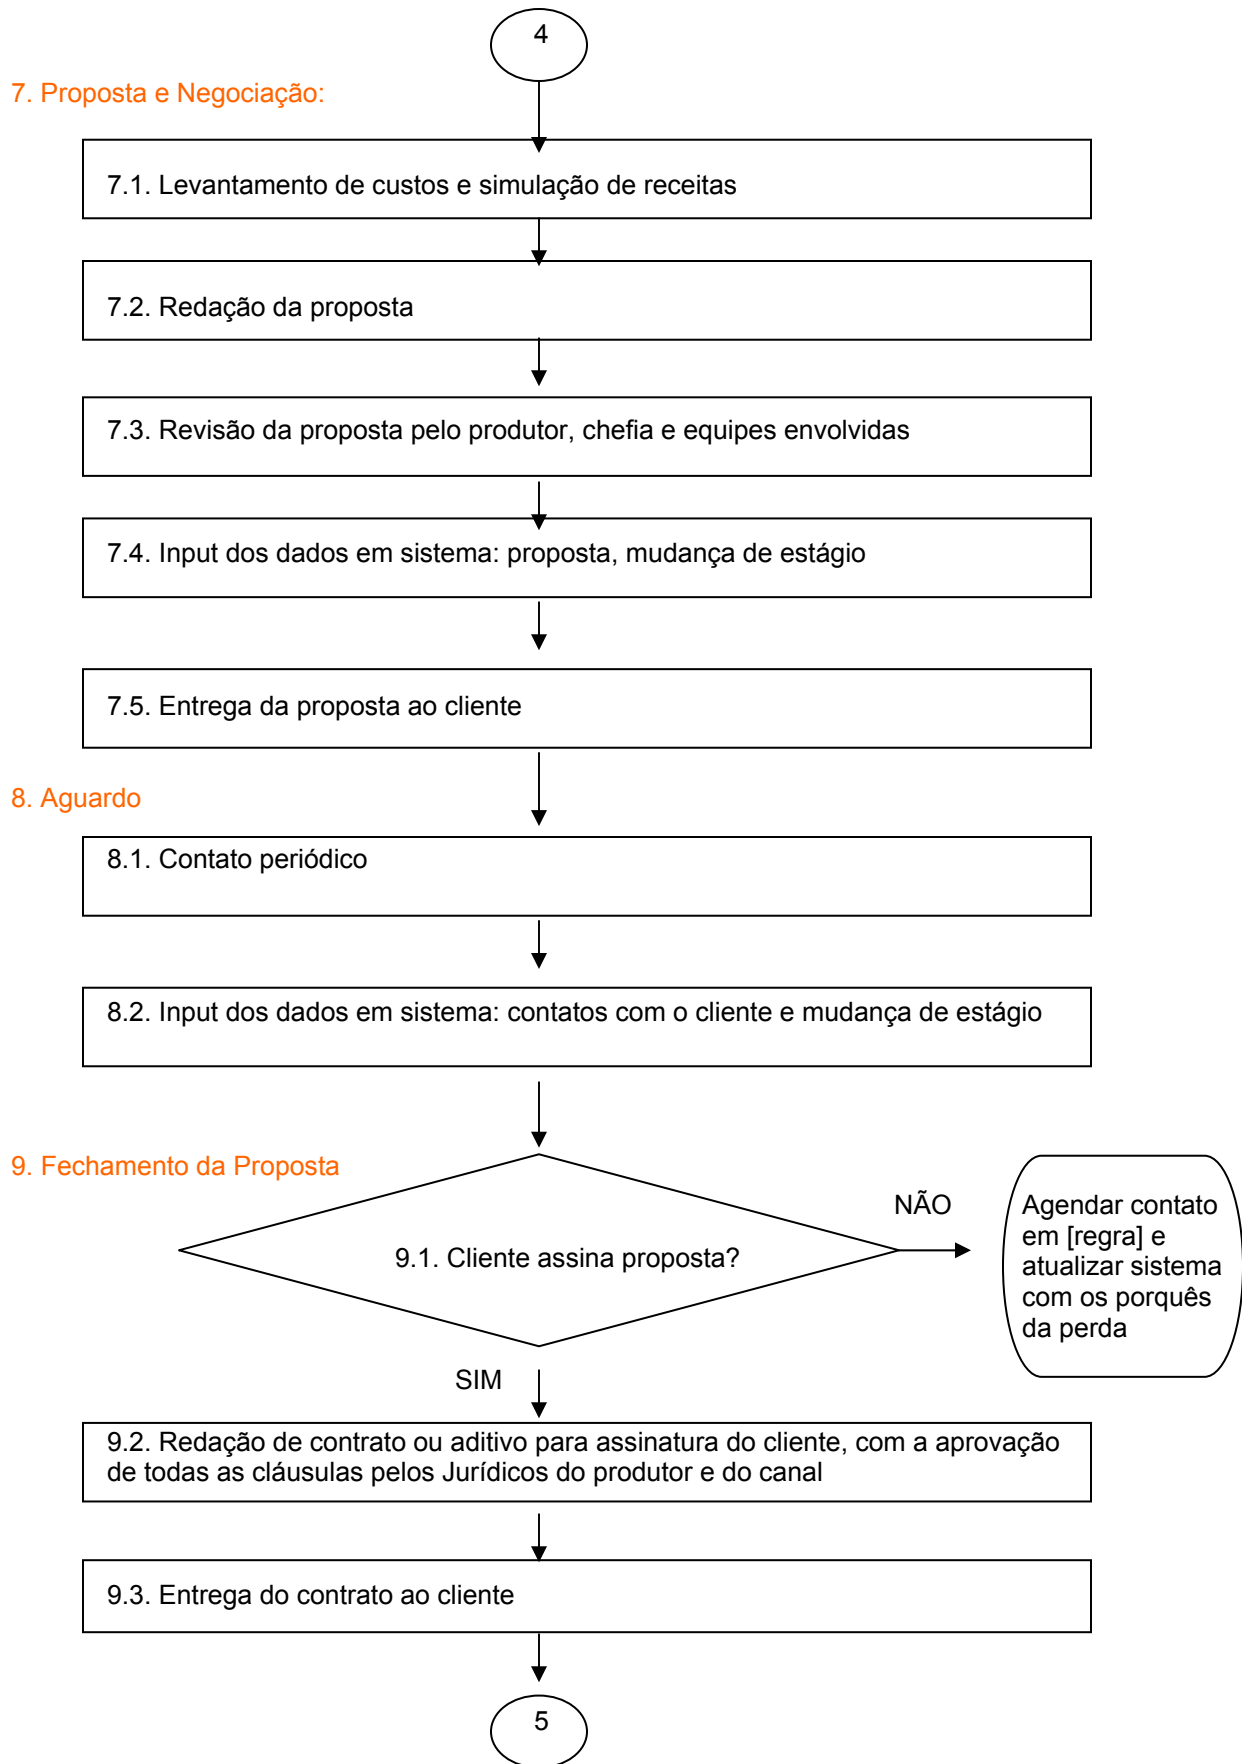 4
7. Proposta e Negociação:
7.1. Levantamento de custos e simulação de receitas
7.2. Redação da proposta
7.3. Revisão da proposta pelo produtor, chefia e equipes envolvidas
7.4. Input dos dados em sistema: proposta, mudança de estágio
7.5. Entrega da proposta ao cliente
8. Aguardo
8.1. Contato periódico
8.2. Input dos dados em sistema: contatos com o cliente e mudança de estágio
9. Fechamento da Proposta
9.1. Cliente assina proposta?
NÃO
Agendar contato
em [regra] e
atualizar sistema
com os porquês
da perda
SIM
9.2. Redação de contrato ou aditivo para assinatura do cliente, com a aprovação
de todas as cláusulas pelos Jurídicos do produtor e do canal
9.3. Entrega do contrato ao cliente
5